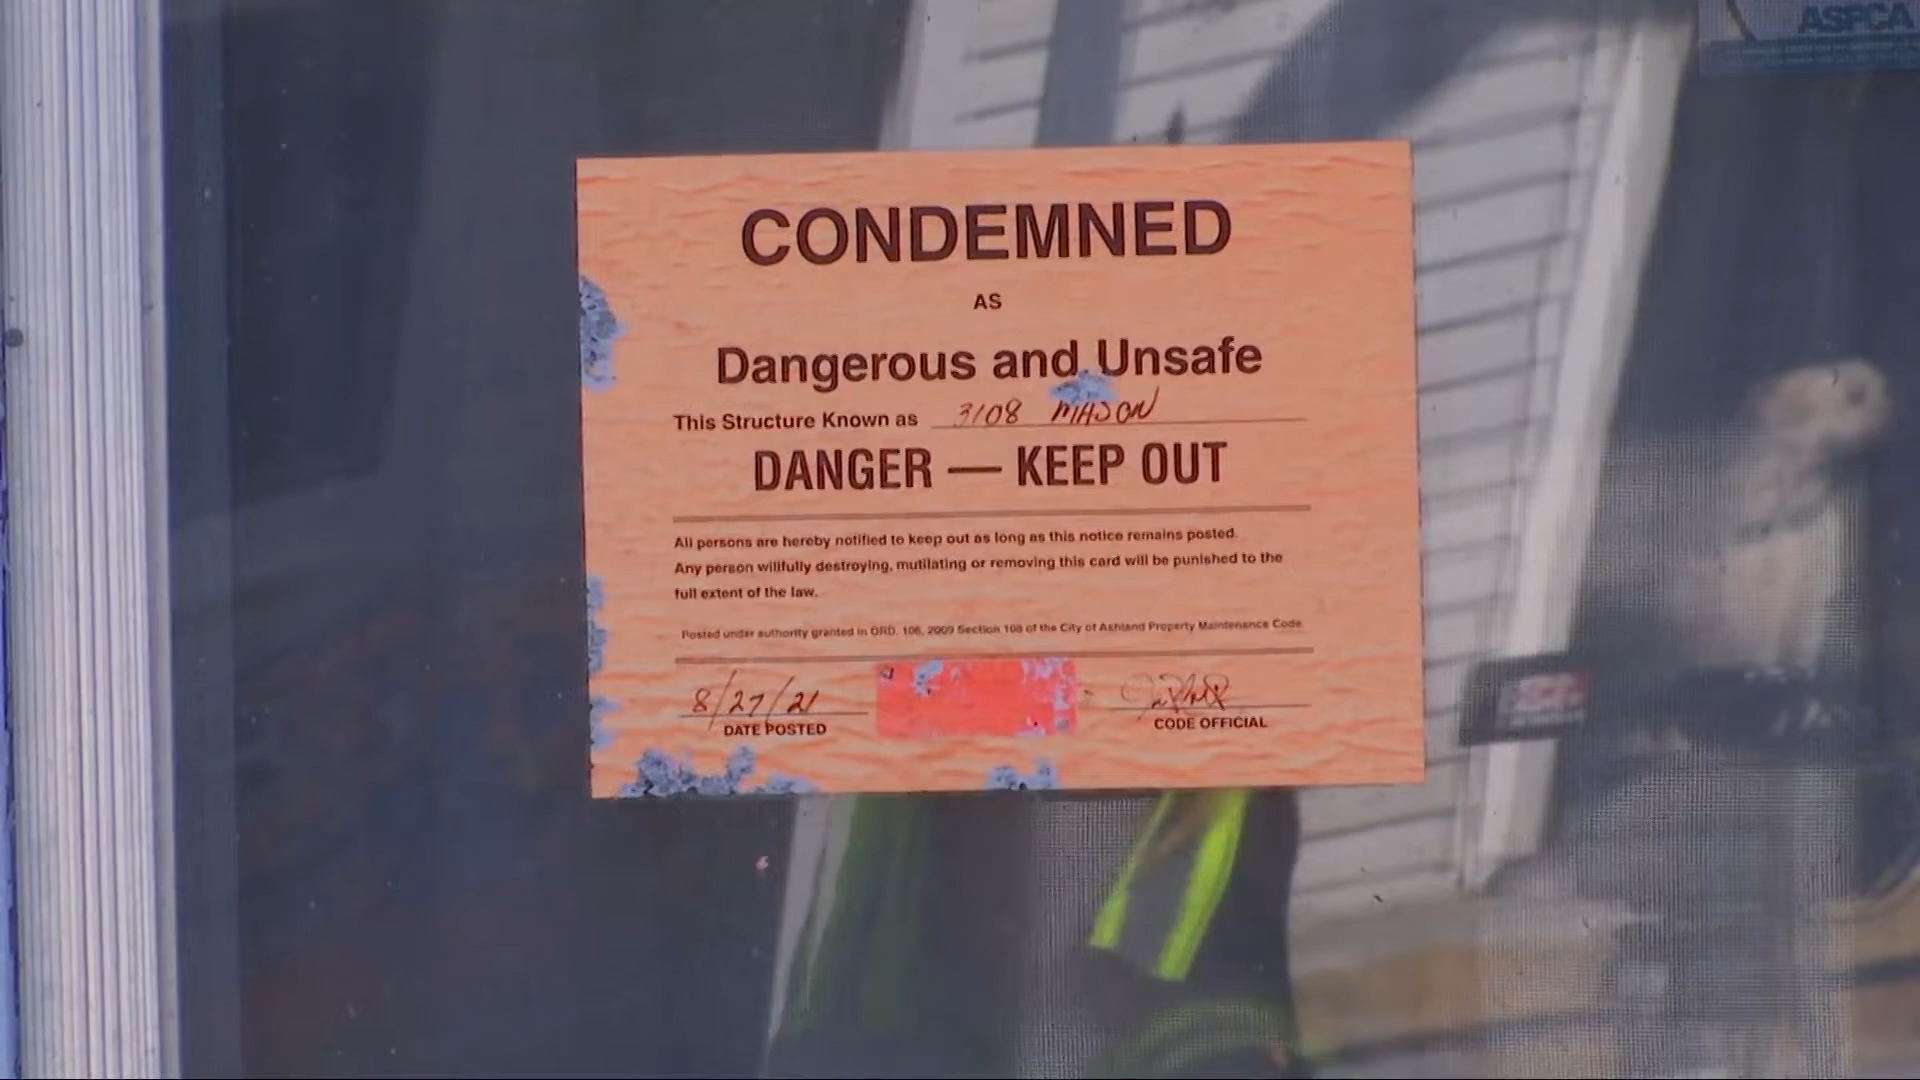 ASPCA
CONDEMNED
AS
Dangerous and Unsafe
This Structure Known as 3108 MASON
DANGER — KEEP OUT
All persons are hereby notified to keep out as long as this notice remains posted.
Any person willfully destroying, mutilating or removing this card will be punished to the
full extent of the law.
Posted under authority granted in ORD. 106, 2009 Section 108 of the City of Ashland Property Maintenance Code
8/27/21
DATE POSTED
CODE OFFICIAL